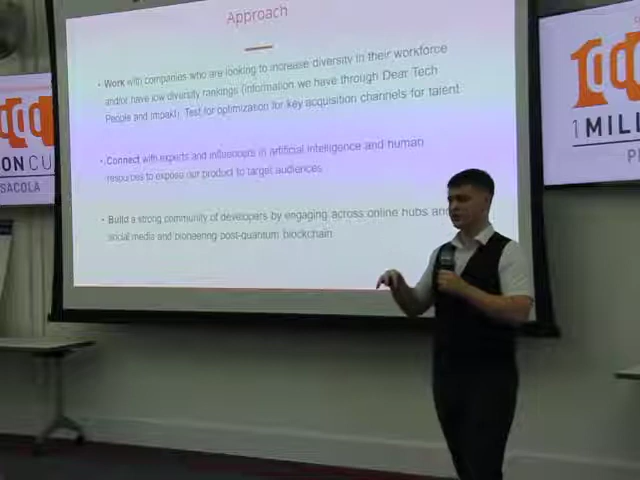 Approach
• Work with companies who are looking to increase diversity in their workforce
and/or have low diversity rankings (Information we have through Dear Tech
People and Impakt). Test for optimization for key acquisition channels for talent
• Connect with experts and influencers in artificial intelligence and human
resources to expose our product to target audiences
• Build a strong community of developers by engaging across online hubs and
social media and pioneering post-quantum blockchain
ON CU
SACOLA
1 MILL
P